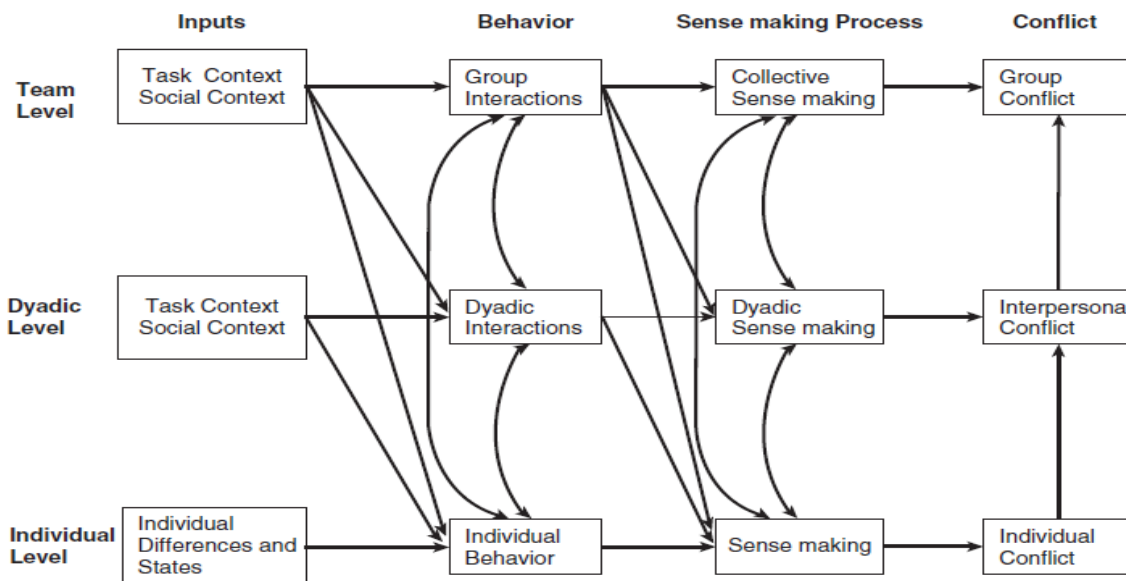 Inputs
Behavior
Sense making Process
Conflict
Team
Level
Task Context
Social Context
Group
Interactions
Collective
Sense making
Group
Conflict
Dyadic
Level
Task Context
Social Context
Dyadic
Interactions
Dyadic
Sense making
Interpersona
Conflict
Individual
Level
Individual
Differences and
States
Individual
Behavior
Sense making
Individual
Conflict